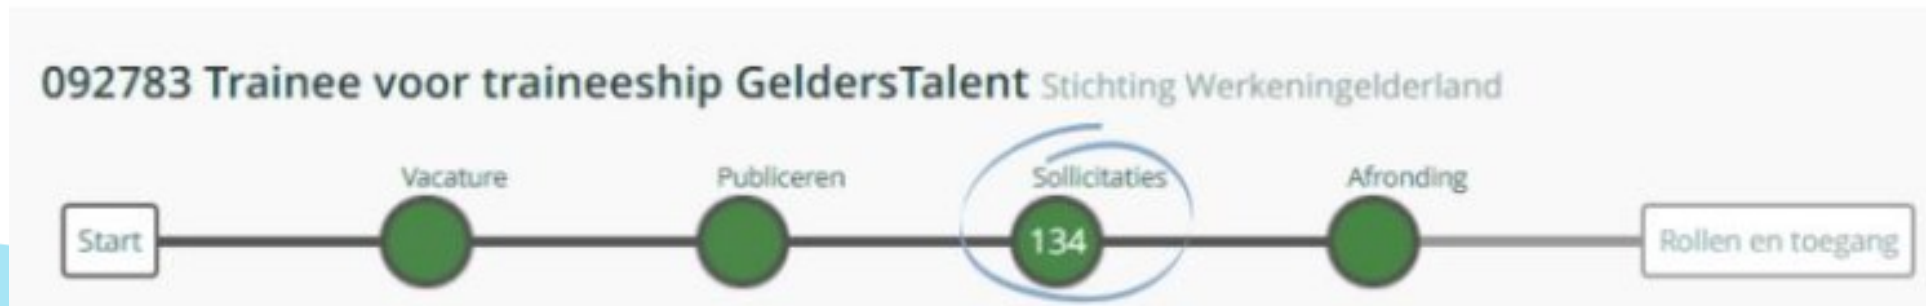 092783 Trainee voor traineeship GeldersTalent Stichting Werkeningelderland
Vacature Publiceren Sollicitaties Afronding
Start 134 Rollen en toegang